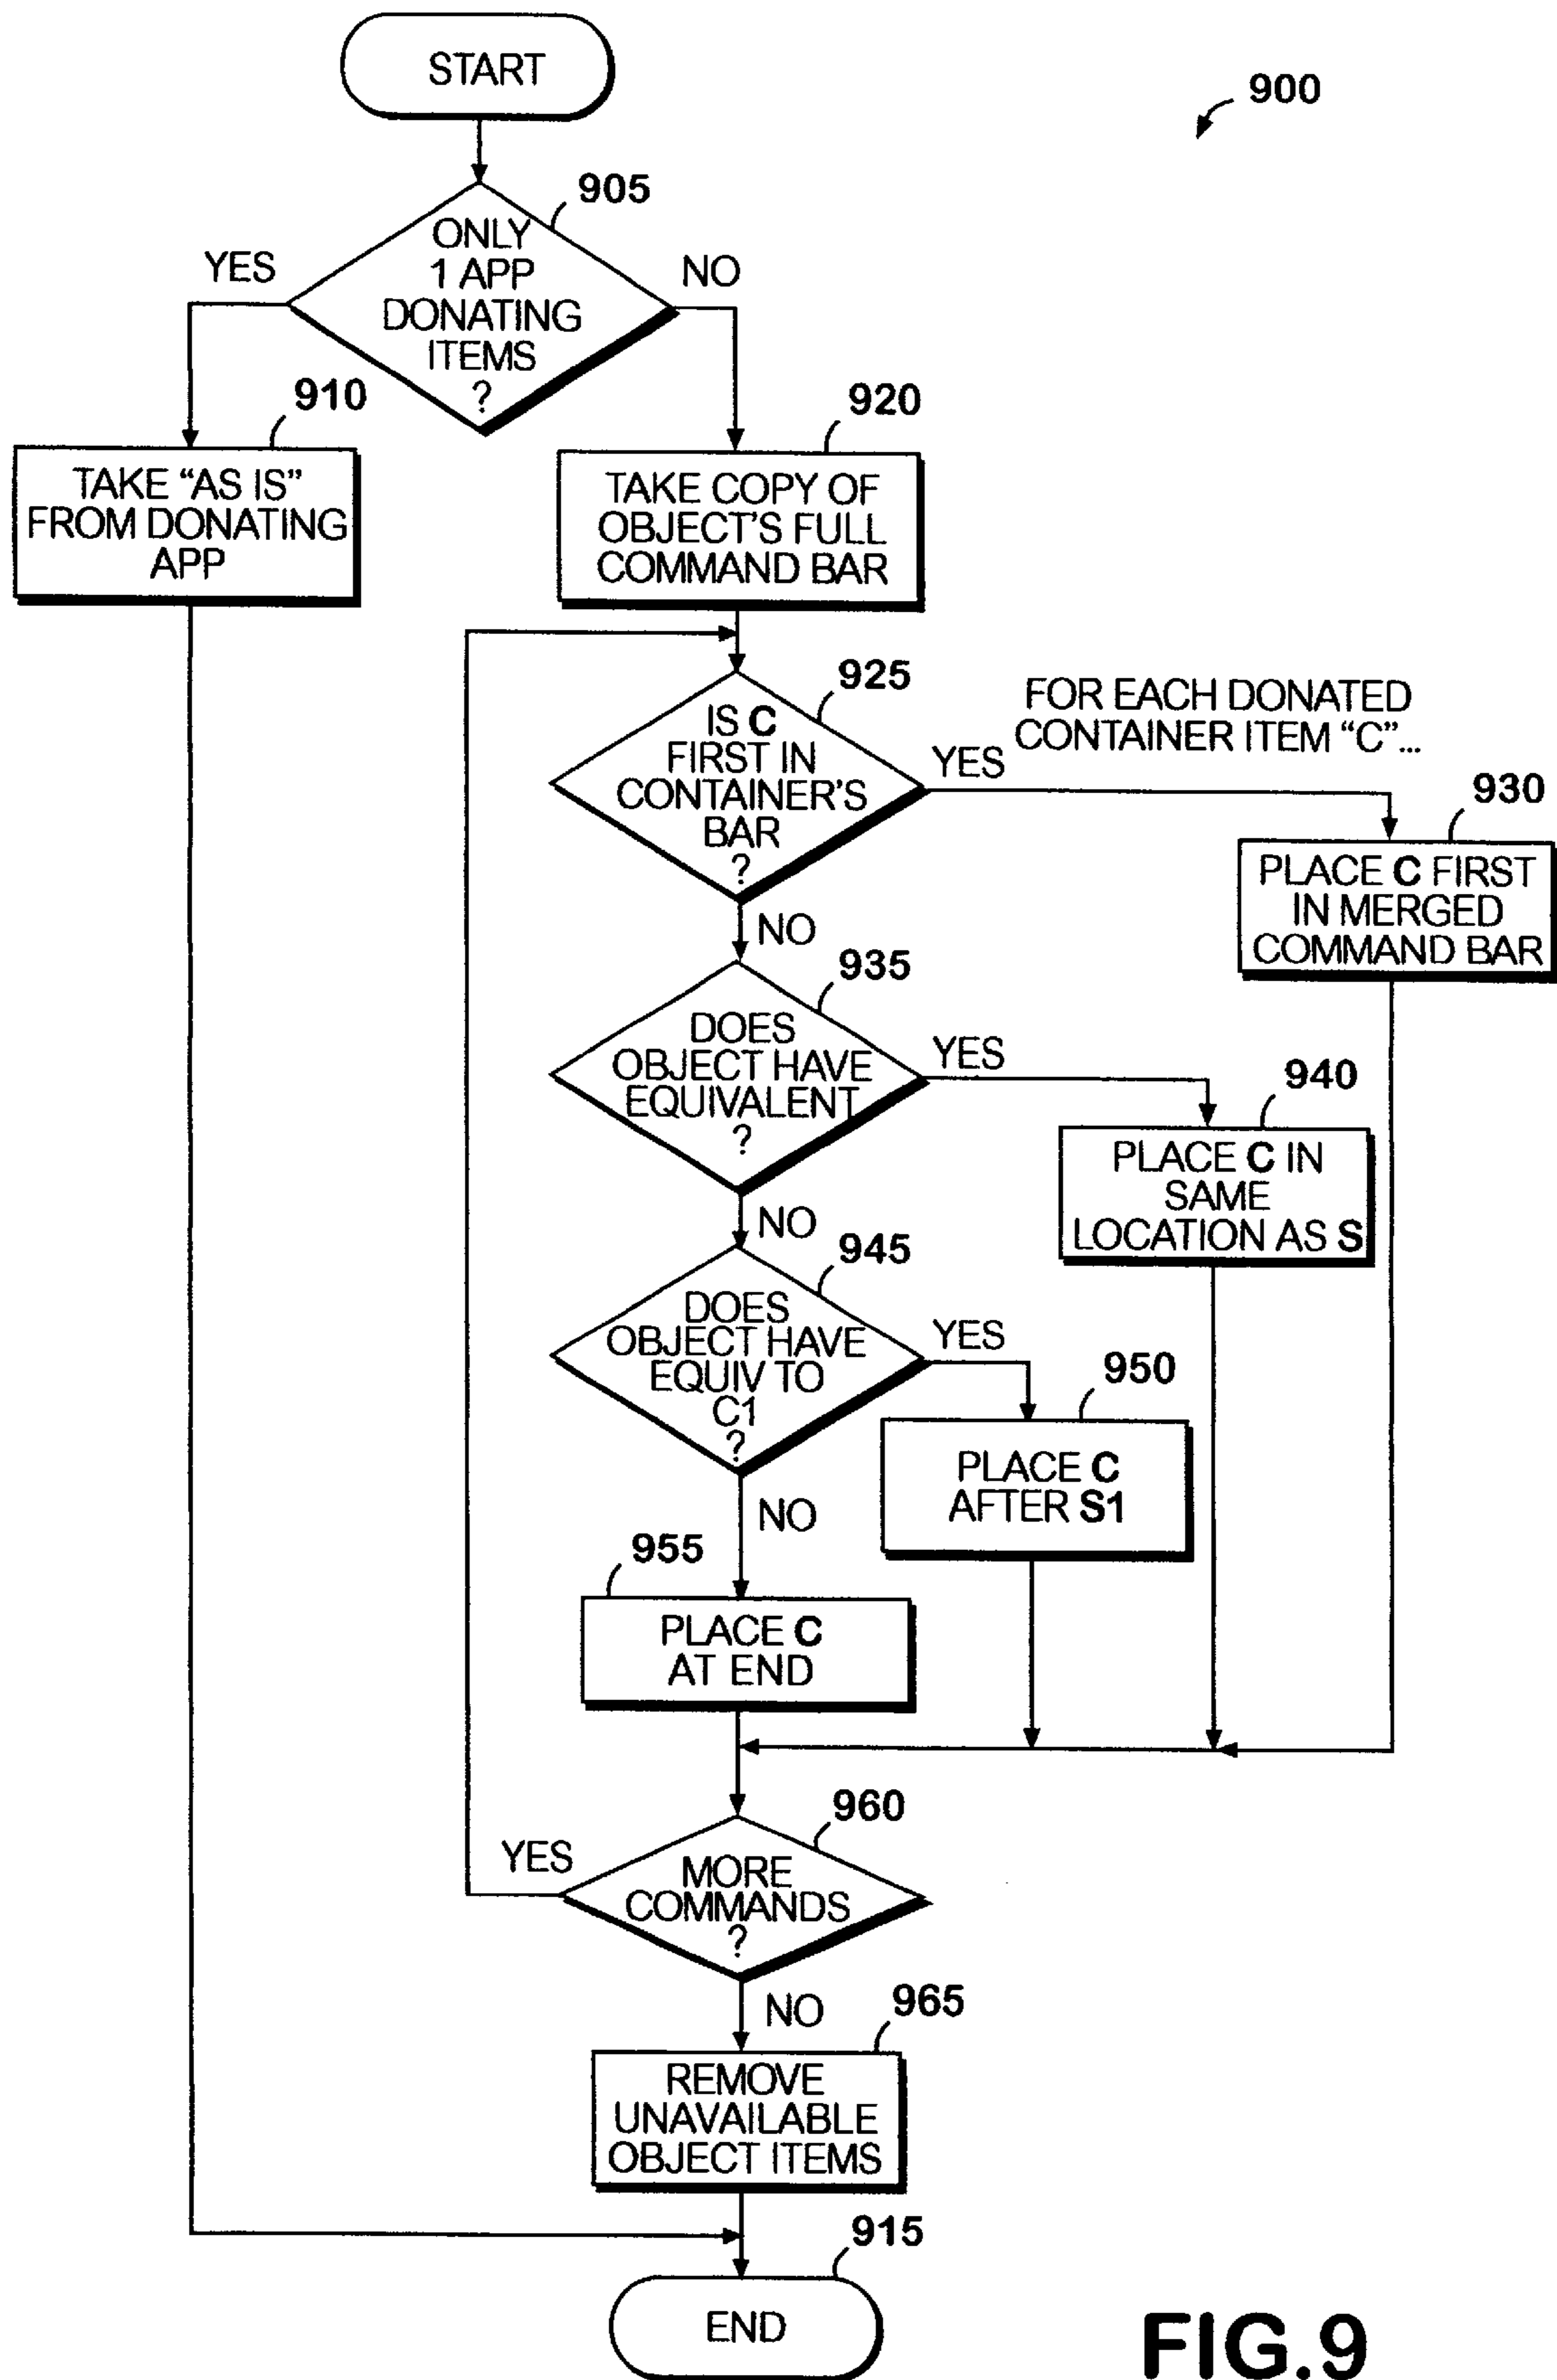 START
900
905
ONLY
1 APP
DONATING
ITEMS
?
YES
NO
910
TAKE “AS IS”
FROM DONATING
APP
920
TAKE COPY OF
OBJECT'S FULL
COMMAND BAR
925
IS C
FIRST IN
CONTAINER'S
BAR
?
FOR EACH DONATED
CONTAINER ITEM “C”...
YES
930
PLACE C FIRST
IN MERGED
COMMAND BAR
NO
935
DOES
OBJECT HAVE
EQUIVALENT
?
YES
940
PLACE C IN
SAME
LOCATION AS S
NO
945
DOES
OBJECT HAVE
EQUIV TO
C1
?
YES
950
PLACE C
AFTER S1
NO
955
PLACE C
AT END
960
YES
MORE
COMMANDS
?
NO
965
REMOVE
UNAVAILABLE
OBJECT ITEMS
915
END
FIG.9